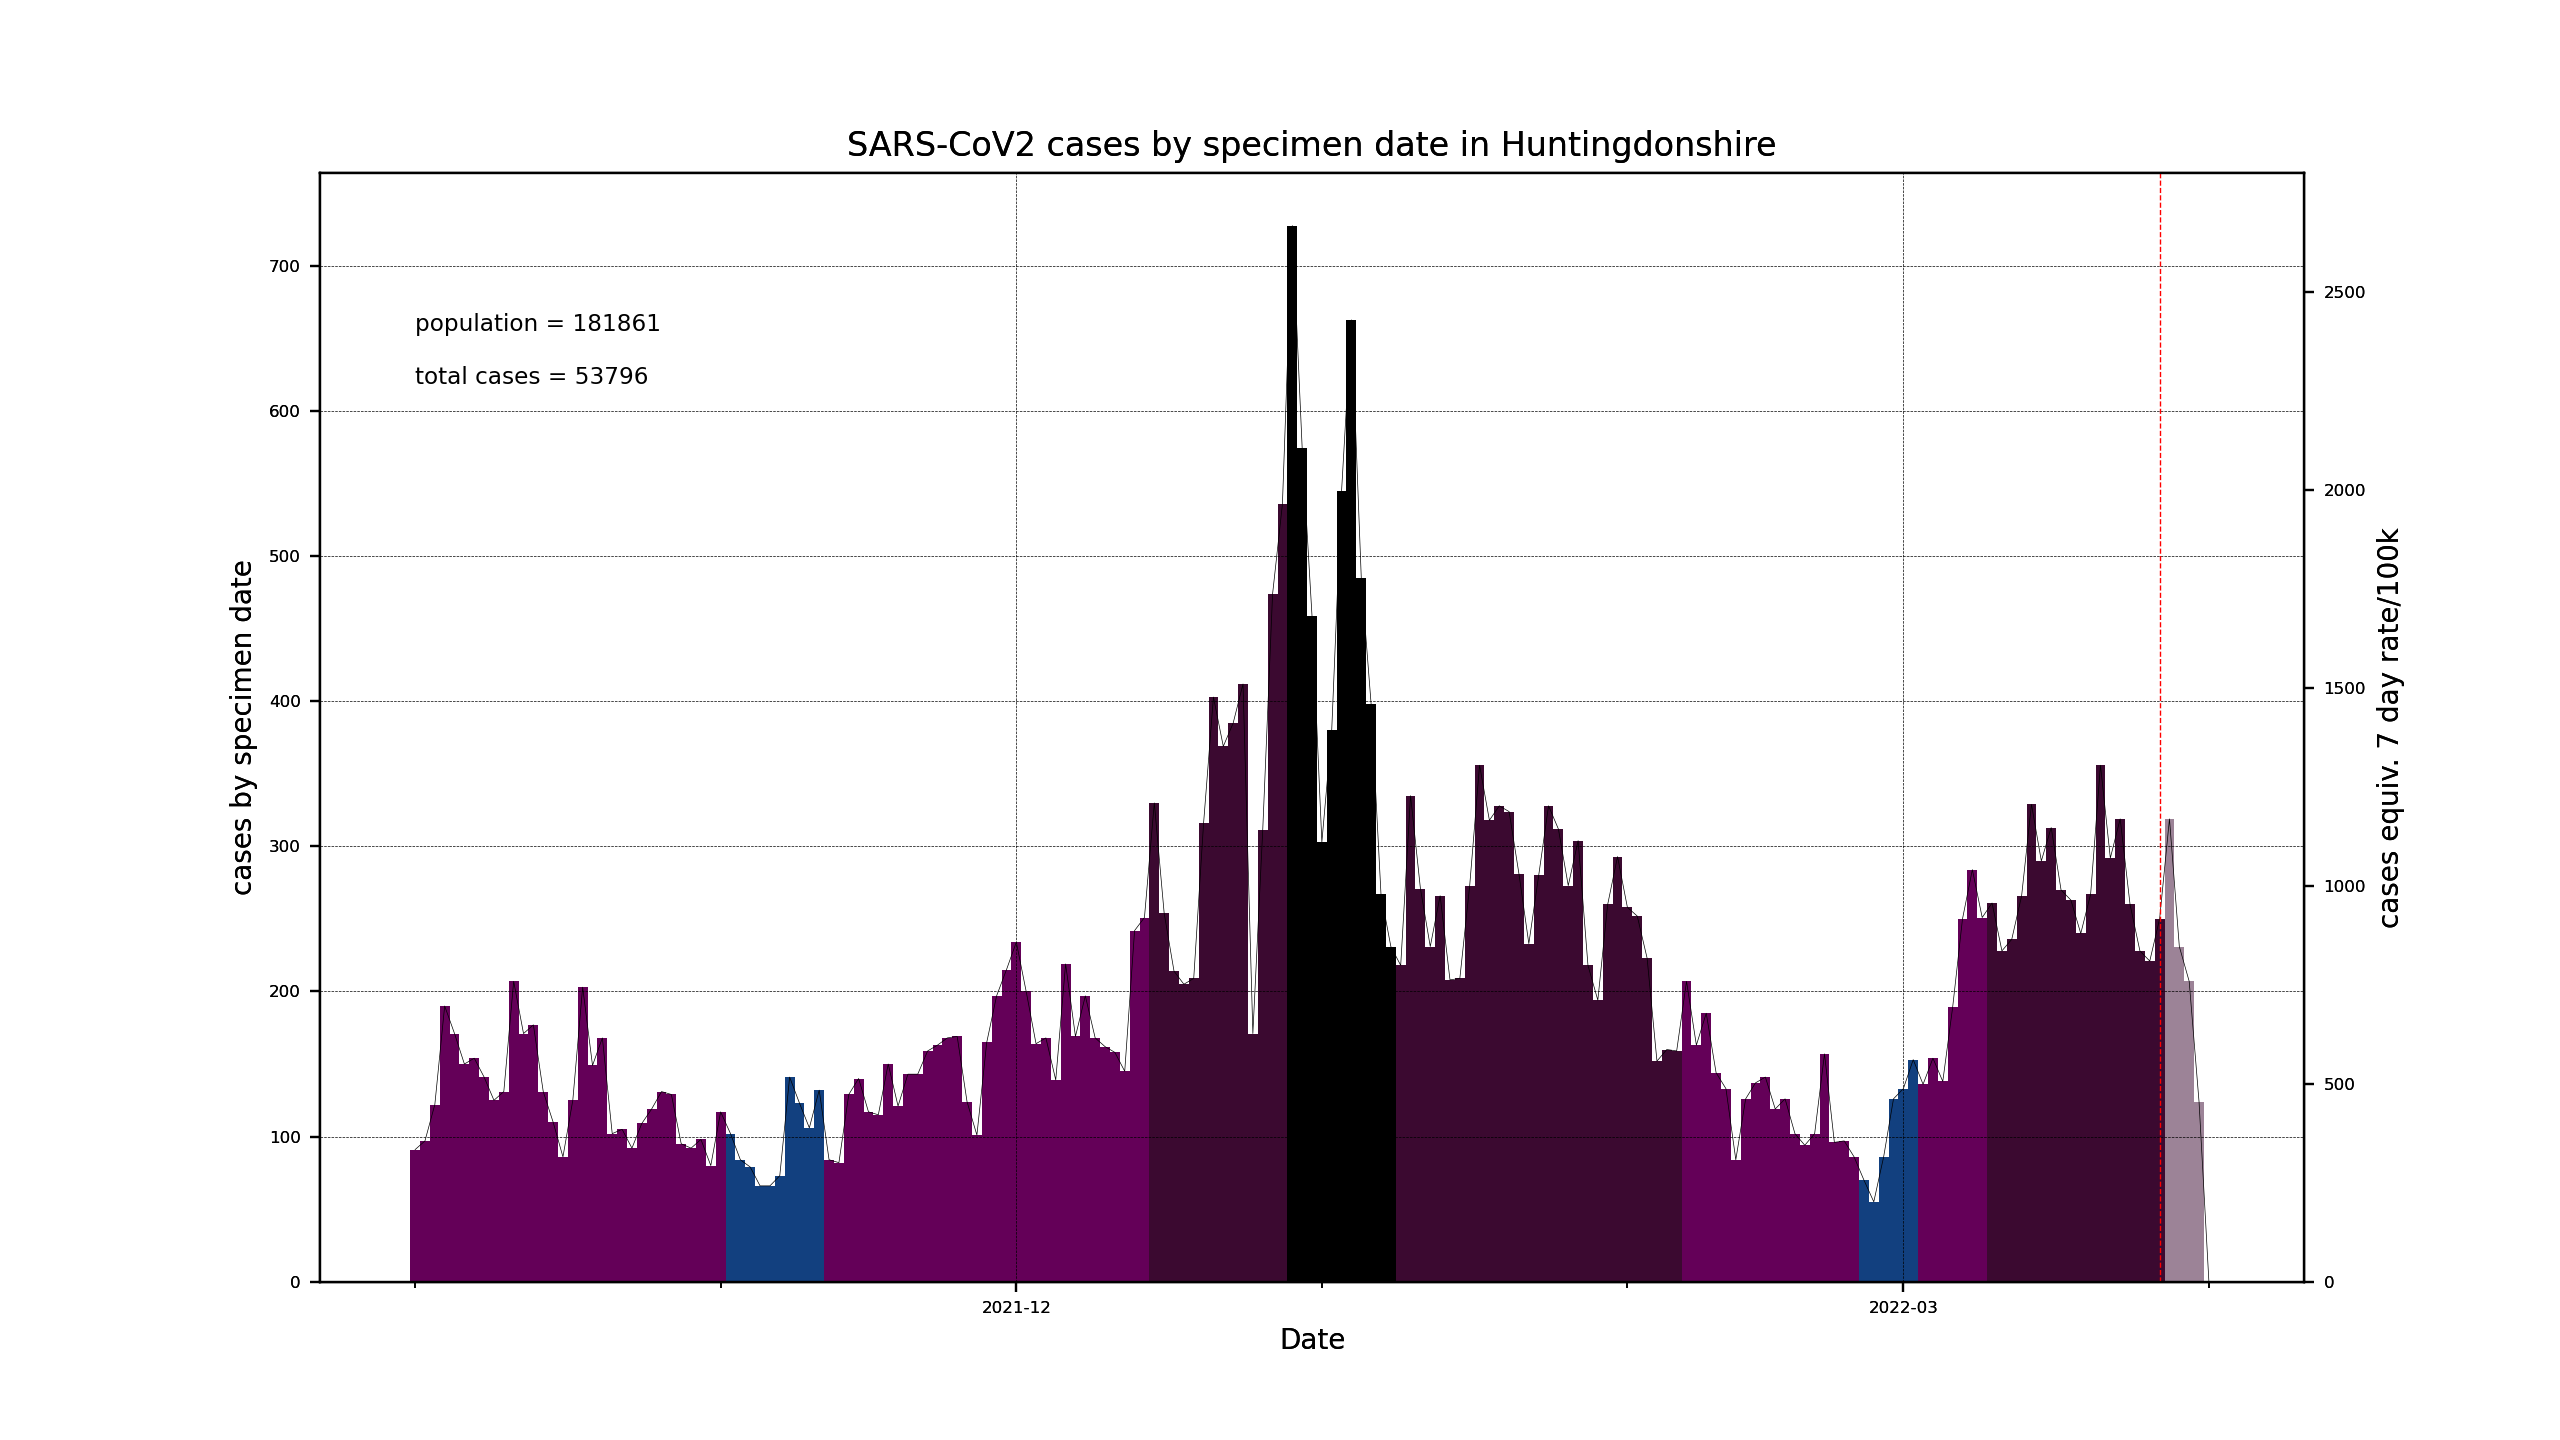 SARS-CoV2 cases by specimen date in Huntingdonshire
population = 181861
total cases = 53796
cases by specimen date
700
600
500
400
300
200
100
0
2500
2000
1500
1000
500
0
cases equiv. 7 day rate/100k
2021-12
2022-03
Date